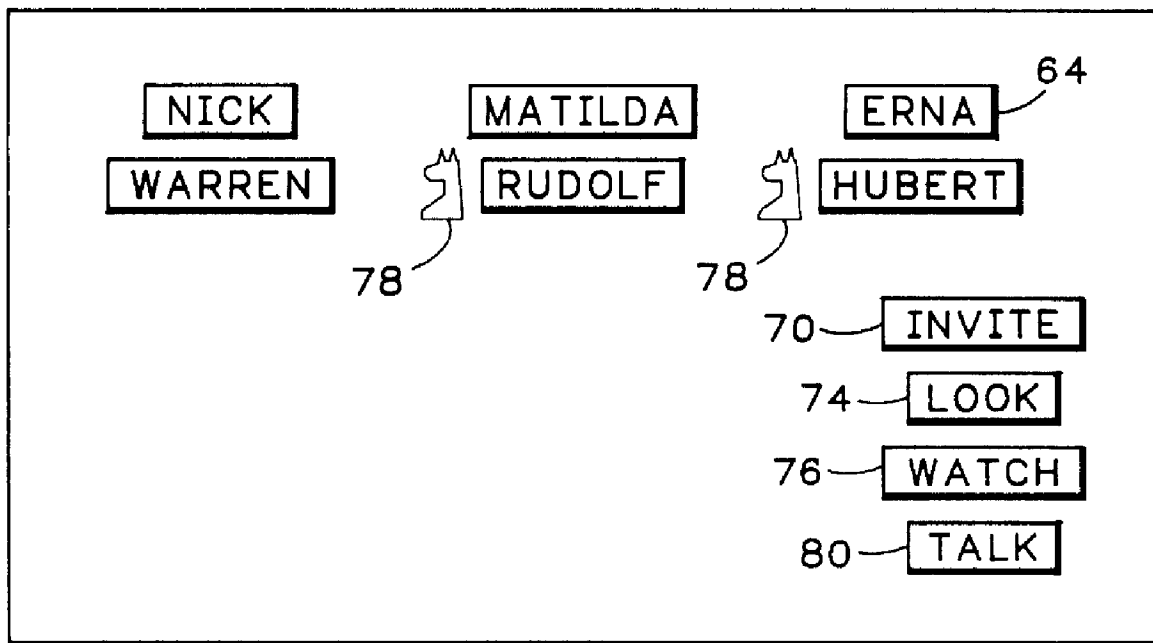 NICK MATILDA ERNA 64
WARREN RUDOLF HUBERT
78 78
70 INVITE
74 LOOK
76 WATCH
80 TALK